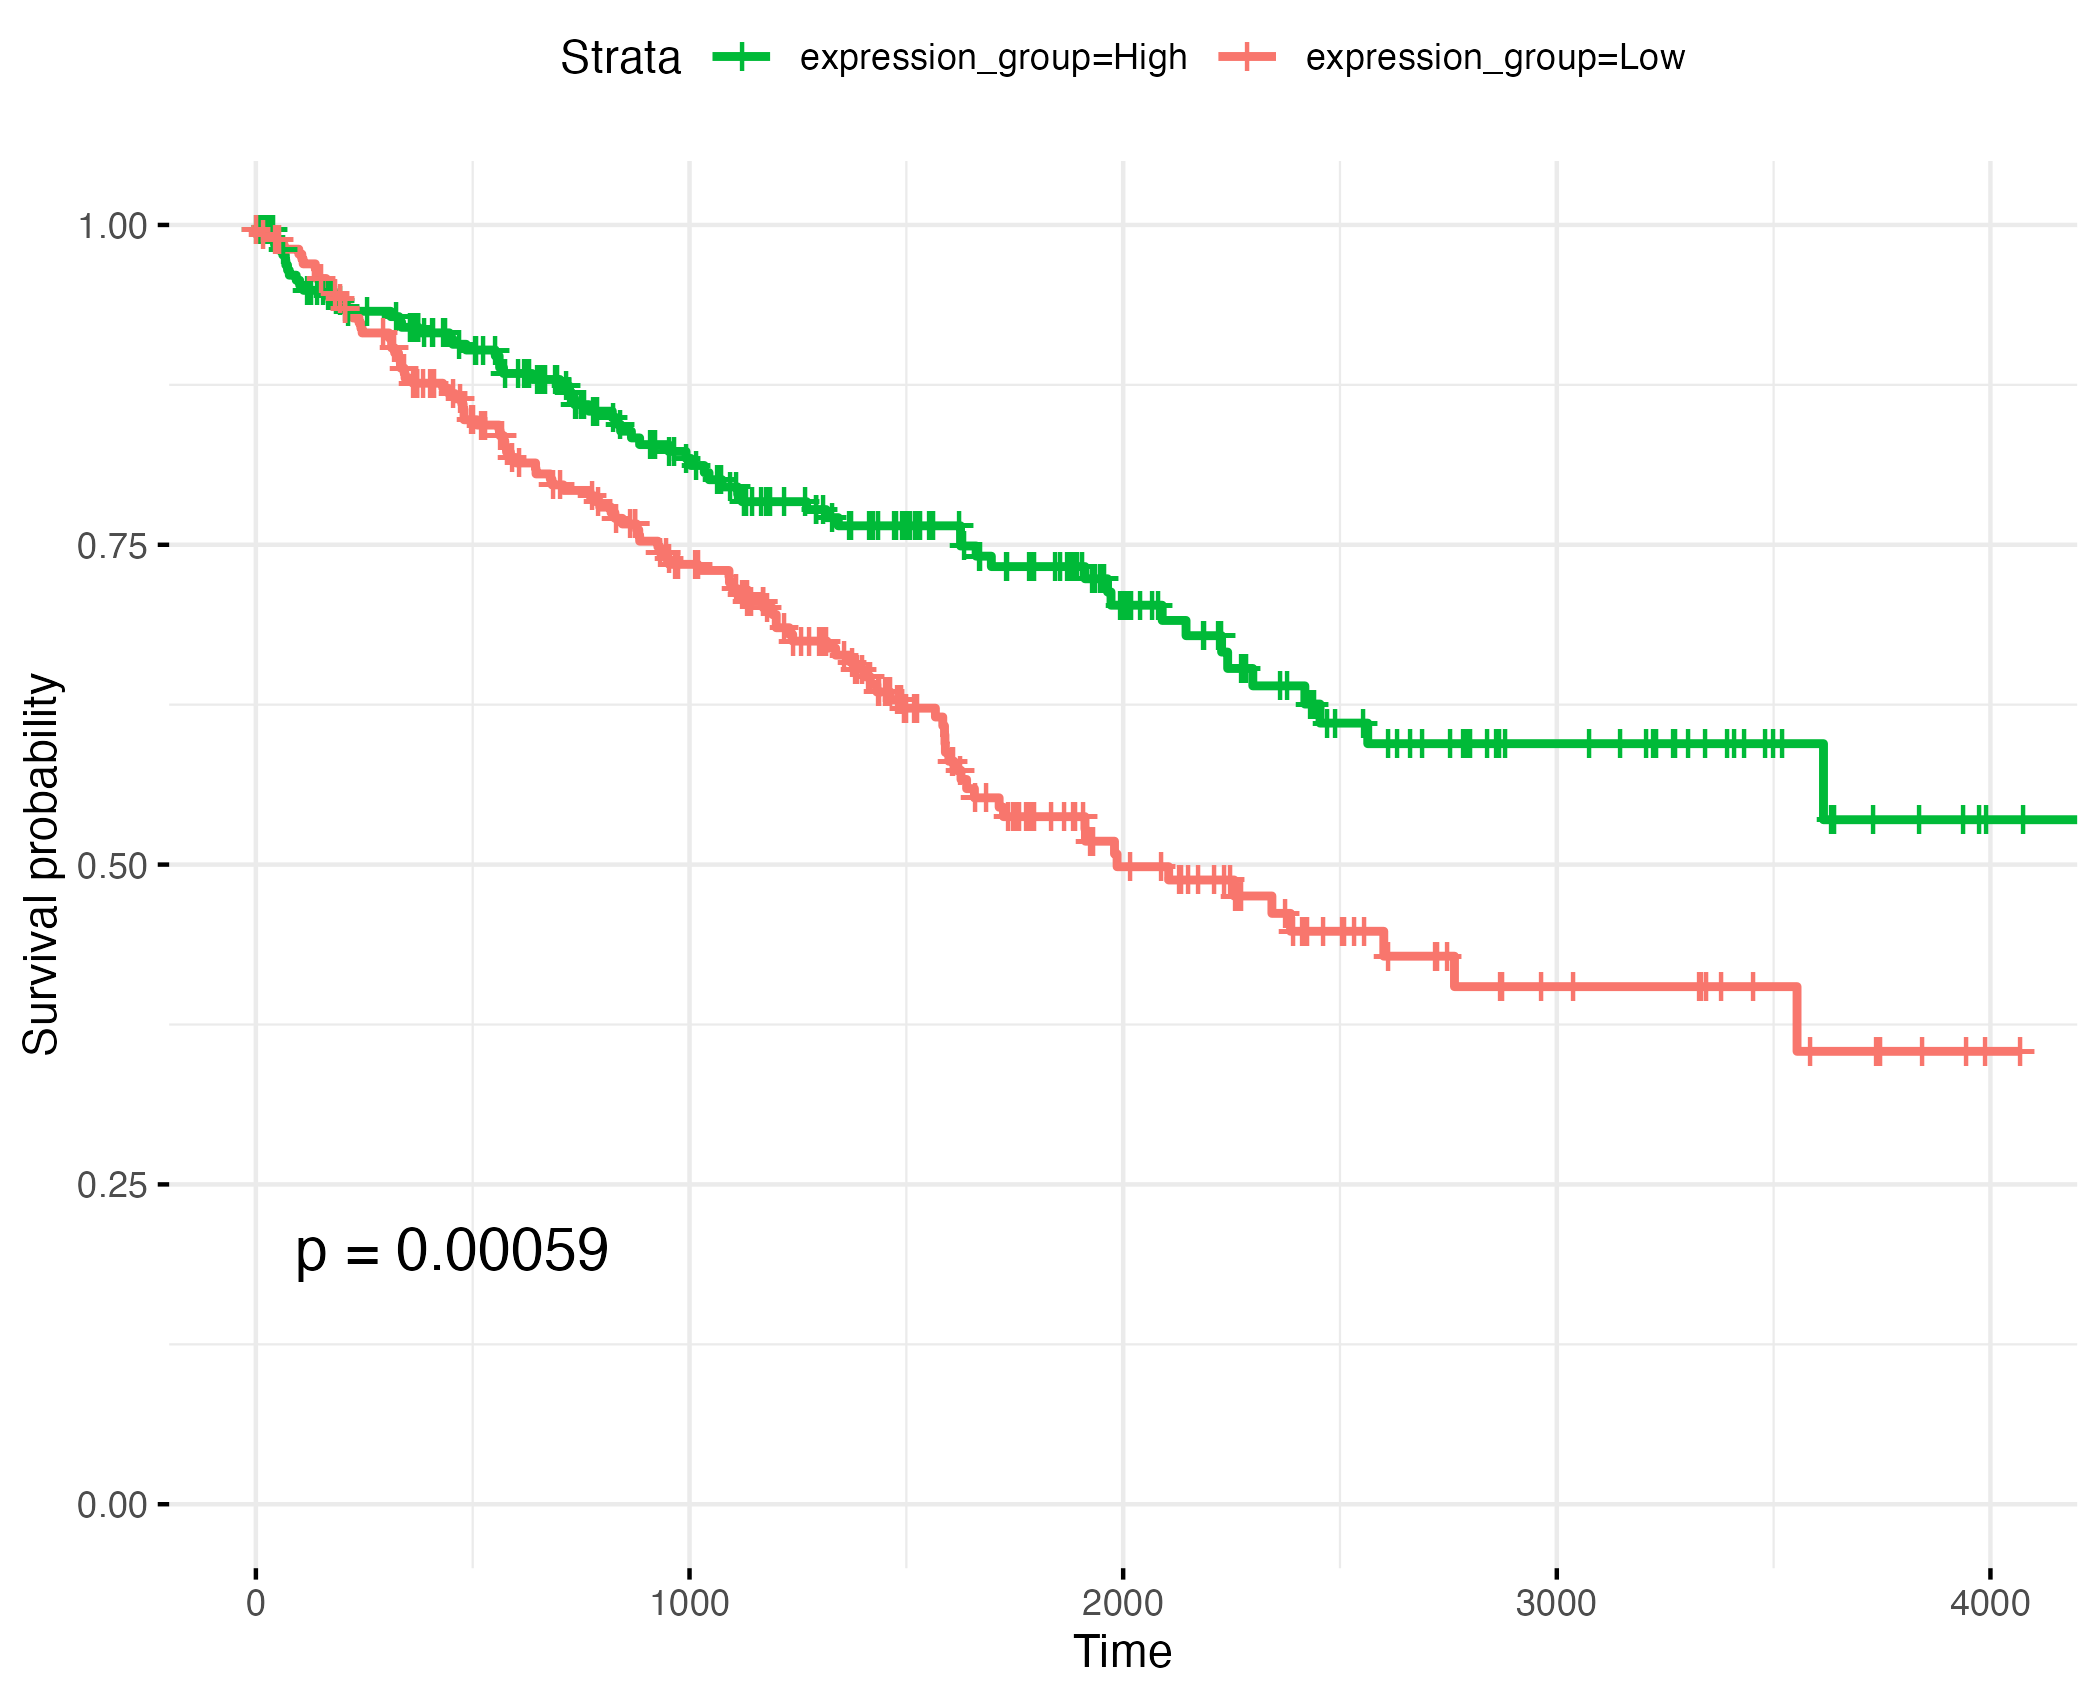 Strata expression_group=High expression_group=Low
Survival probability
1.00
0.75
0.50
0.25
0.00
p = 0.00059
0 1000 2000 3000 4000
Time